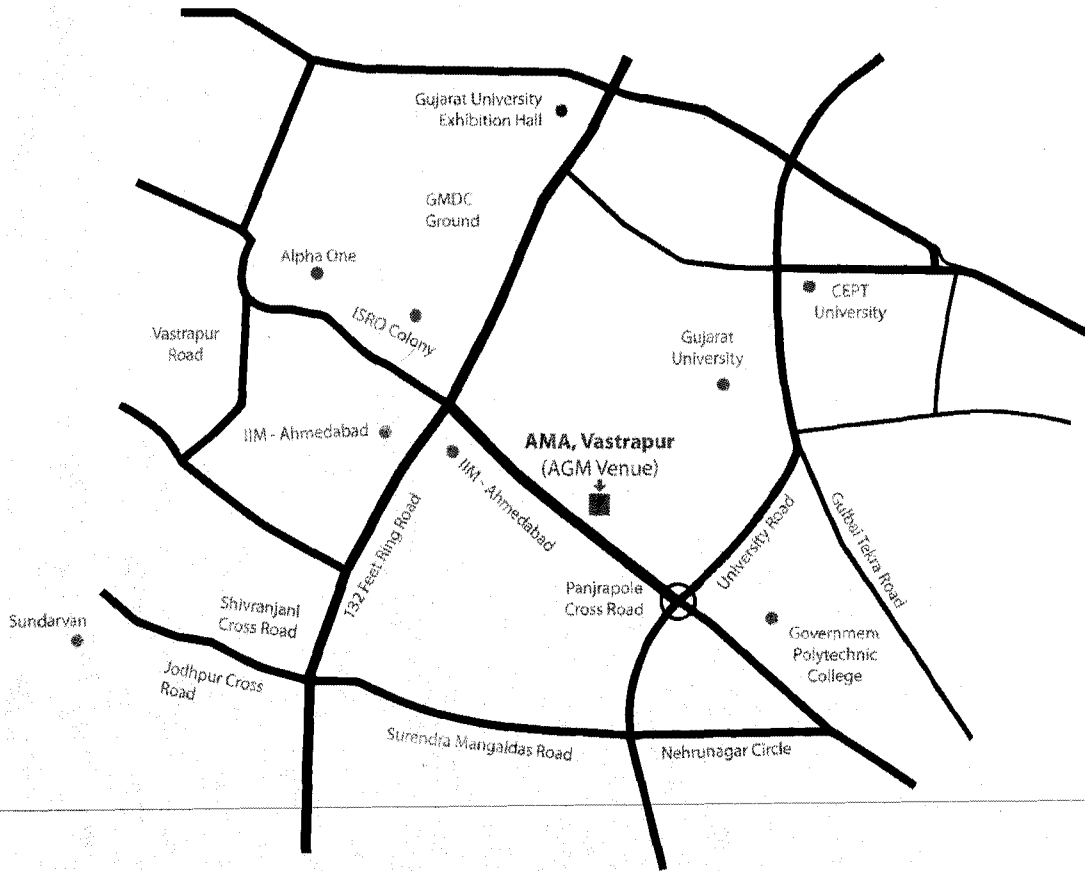 Gujarat University
Exhibition Hall
GMDC
Ground
Alpha One
CEPT
University
ISRO Colony
Vastrapur
Road
Gujarat
University
IIM - Ahmedabad
AMA, Vastrapur
(AGM Venue)
IIM - Ahmedabad
132 Feet Ring Road
University Road
Gulbai Tekra Road
Panjrapole
Cross Road
Shivranjani
Cross Road
Sundarvan
Government
Polytechnic
College
Jodhpur Cross
Road
Surendra Mangaldas Road
Nehrunagar Circle